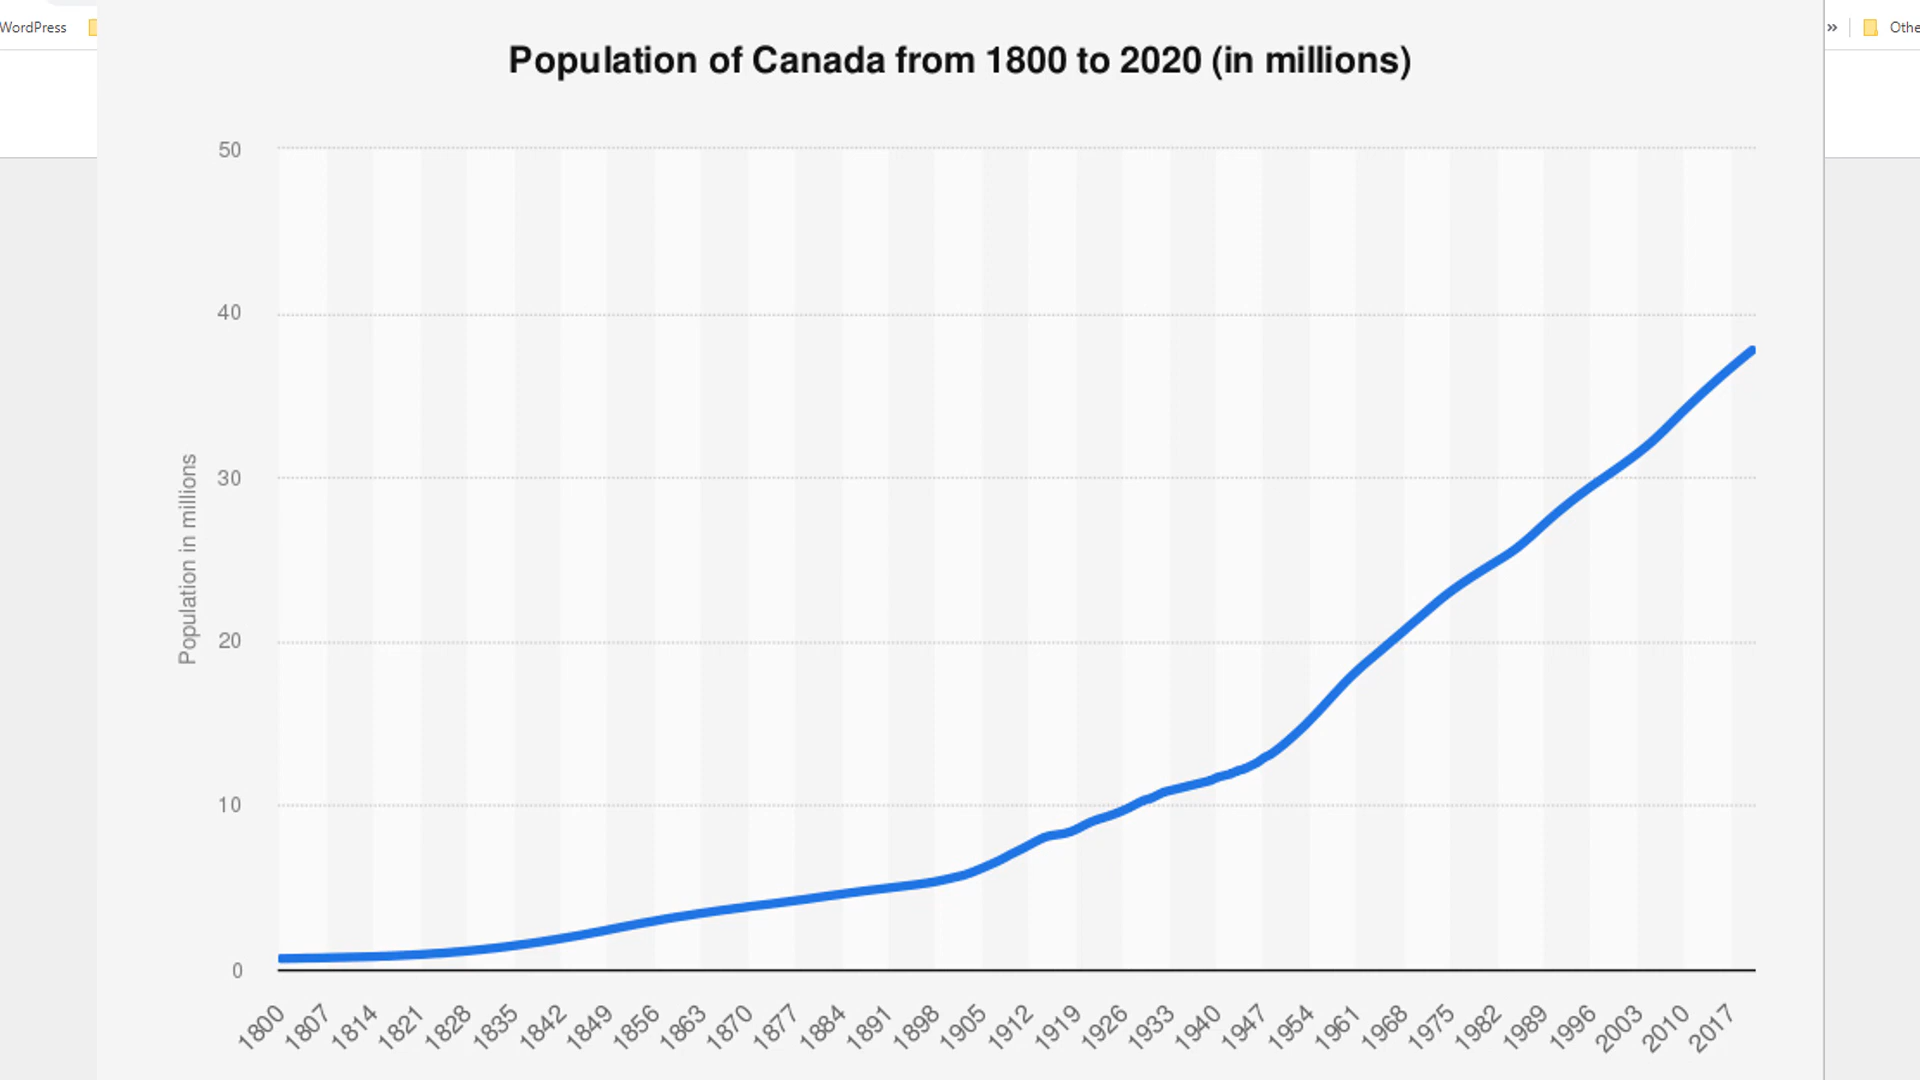 WordPress
»
Othe
Population of Canada from 1800 to 2020 (in millions)
50
40
30
20
10
0
Population in millions
1800 1807 1814 1821 1828 1835 1842 1849 1856 1863 1870 1877 1884 1891 1898 1905 1912 1919 1926 1933 1940 1947 1954 1961 1968 1975 1982 1989 1996 2003 2010 2017